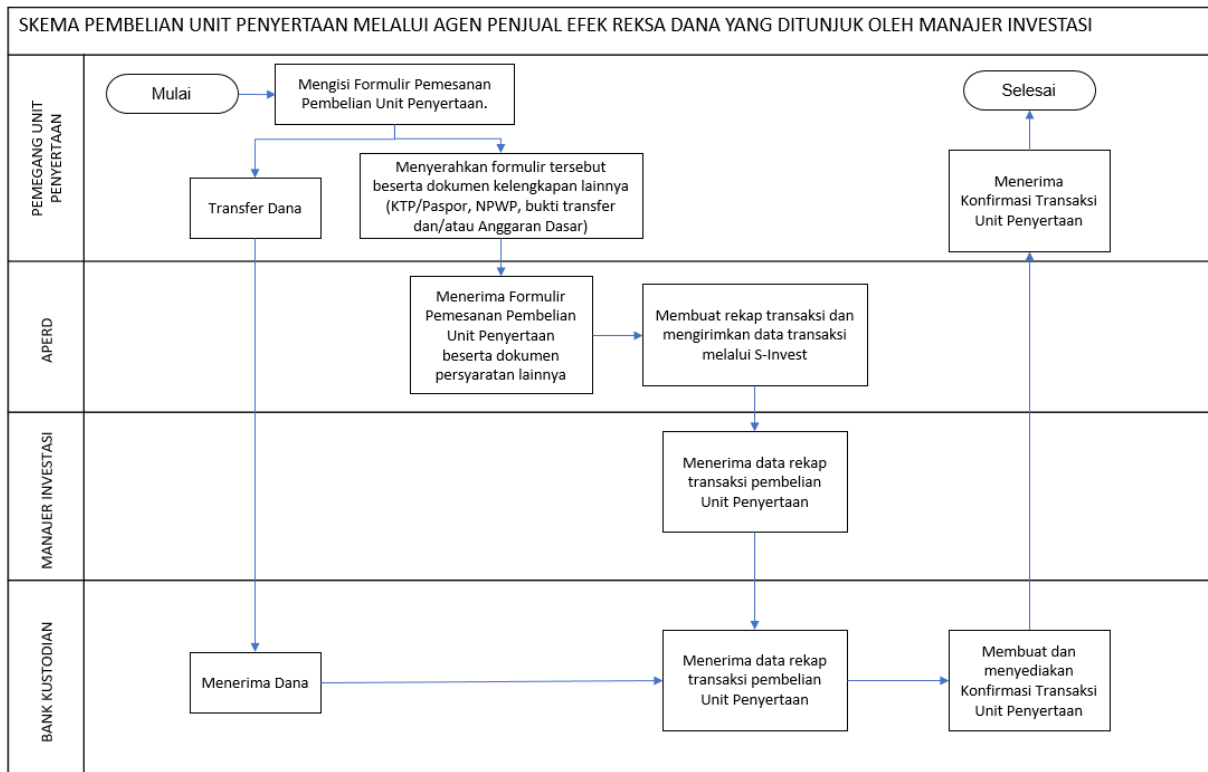 SKEMA PEMBELIAN UNIT PENYERTAAN MELALUI AGEN PENJUAL EFEK REKSA DANA YANG DITUNJUK OLEH MANAJER INVESTASI
PEMEGANG UNIT
PENYERTAAN
Mulai
Mengisi Formulir Pemesanan
Pembelian Unit Penyertaan.
Selesai
Transfer Dana
Menyerahkan formulir tersebut
beserta dokumen kelengkapan lainnya
(KTP/Paspor, NPWP, bukti transfer
dan/atau Anggaran Dasar)
Menerima
Konfirmasi Transaksi
Unit Penyertaan
APERD
Menerima Formulir
Pemesanan Pembelian
Unit Penyertaan
beserta dokumen
persyaratan lainnya
Membuat rekap transaksi dan
mengirimkan data transaksi
melalui S-Invest
MANAJER INVESTASI
Menerima data rekap
transaksi pembelian
Unit Penyertaan
BANK KUSTODIAN
Menerima Dana
Menerima data rekap
transaksi pembelian
Unit Penyertaan
Membuat dan
menyediakan
Konfirmasi Transaksi
Unit Penyertaan